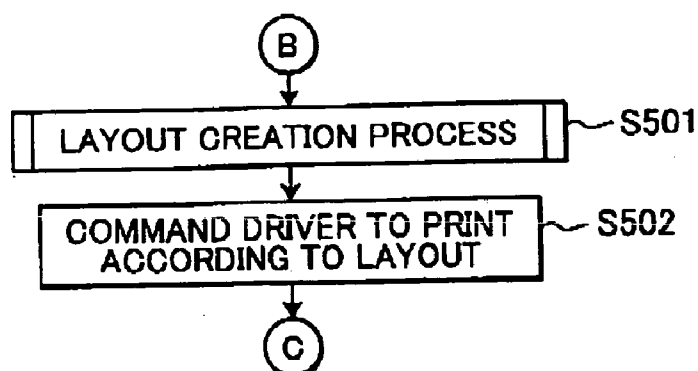 B
LAYOUT CREATION PROCESS
S501
COMMAND DRIVER TO PRINT
ACCORDING TO LAYOUT
S502
C